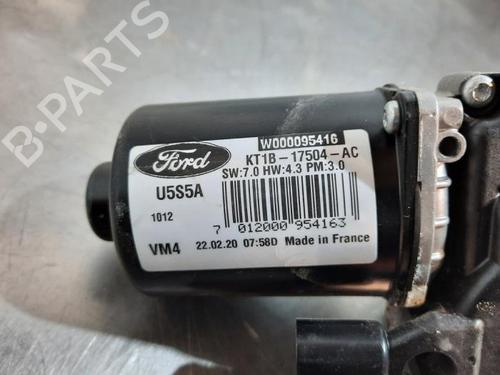 W000095416
Ford
KT1B-17504-AC
SW:7.0 HW:4.3 PM:3.0
U5S5A
1012
7 012000 954163
VM4
22.02.20 07:58D Made in France